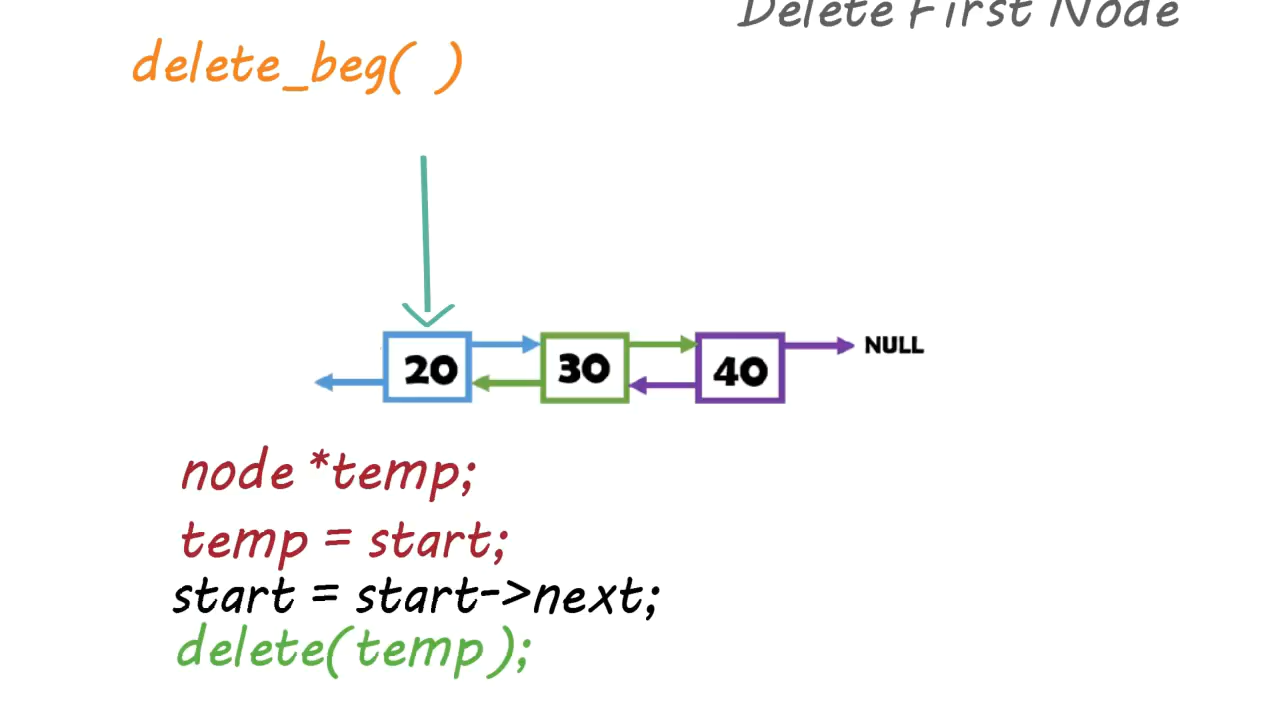 Delete First Node
delete_beg( )
20 30 40 NULL
node *temp;
temp = start;
start = start->next;
delete(temp);